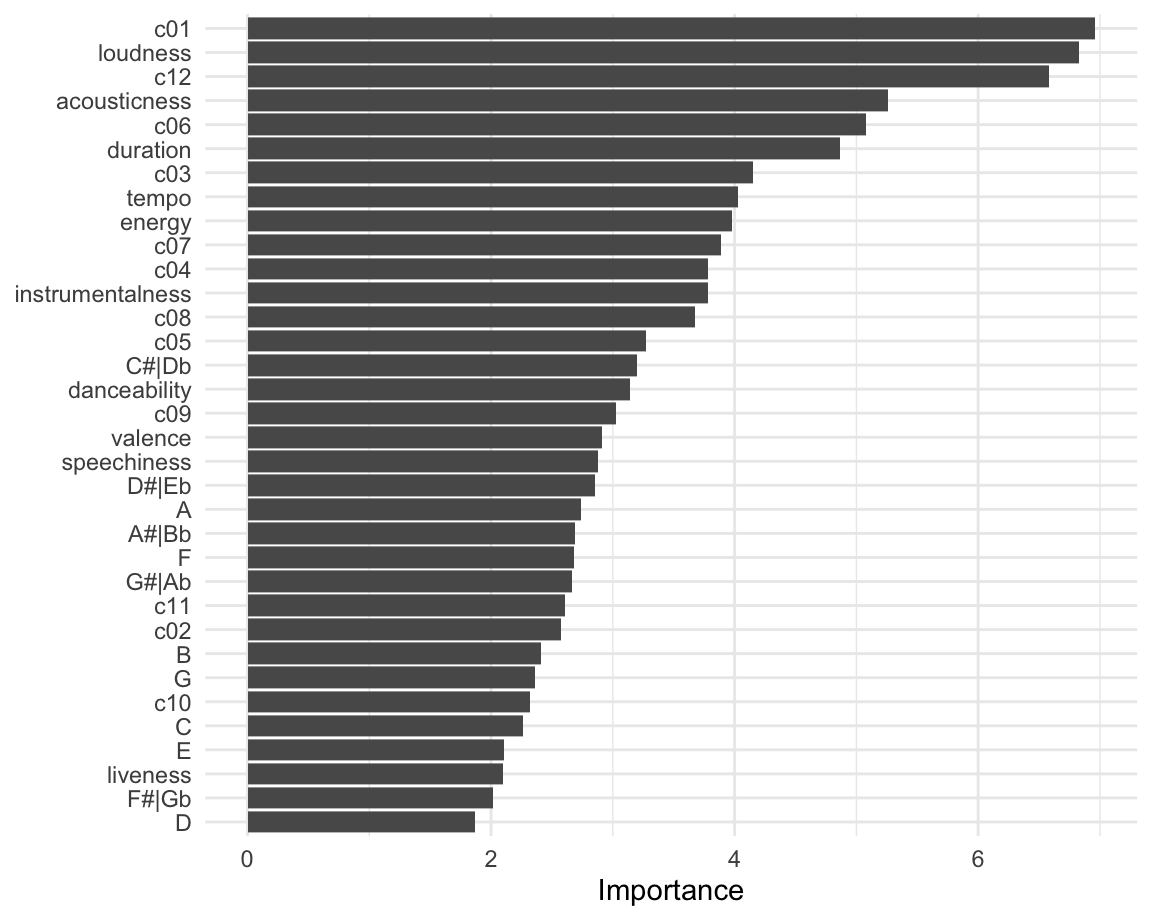 c01
loudness
c12
acousticness
c06
duration
c03
tempo
energy
c07
c04
instrumentalness
c08
c05
C#|Db
danceability
c09
valence
speechiness
D#|Eb
A
A#|Bb
F
G#|Ab
c11
c02
B
G
c10
C
E
liveness
F#|Gb
D
0 2 4 6
Importance